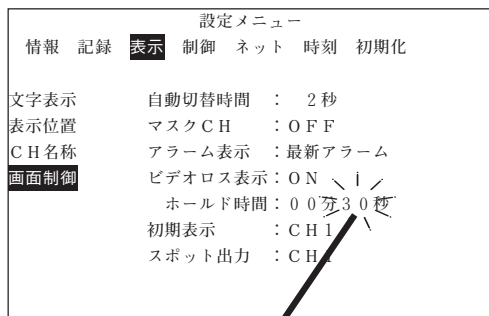 設定メニュー
情報 記録 表示 制御 ネット 時刻 初期化
文字表示 自動切替時間 : 2秒
表示位置 マスクCH :OFF
CH名称 アラーム表示 :最新アラーム
画面制御 ビデオロス表示:ON
ホールド時間:00分30秒
初期表示 :CH1
スポット出力 :CH1